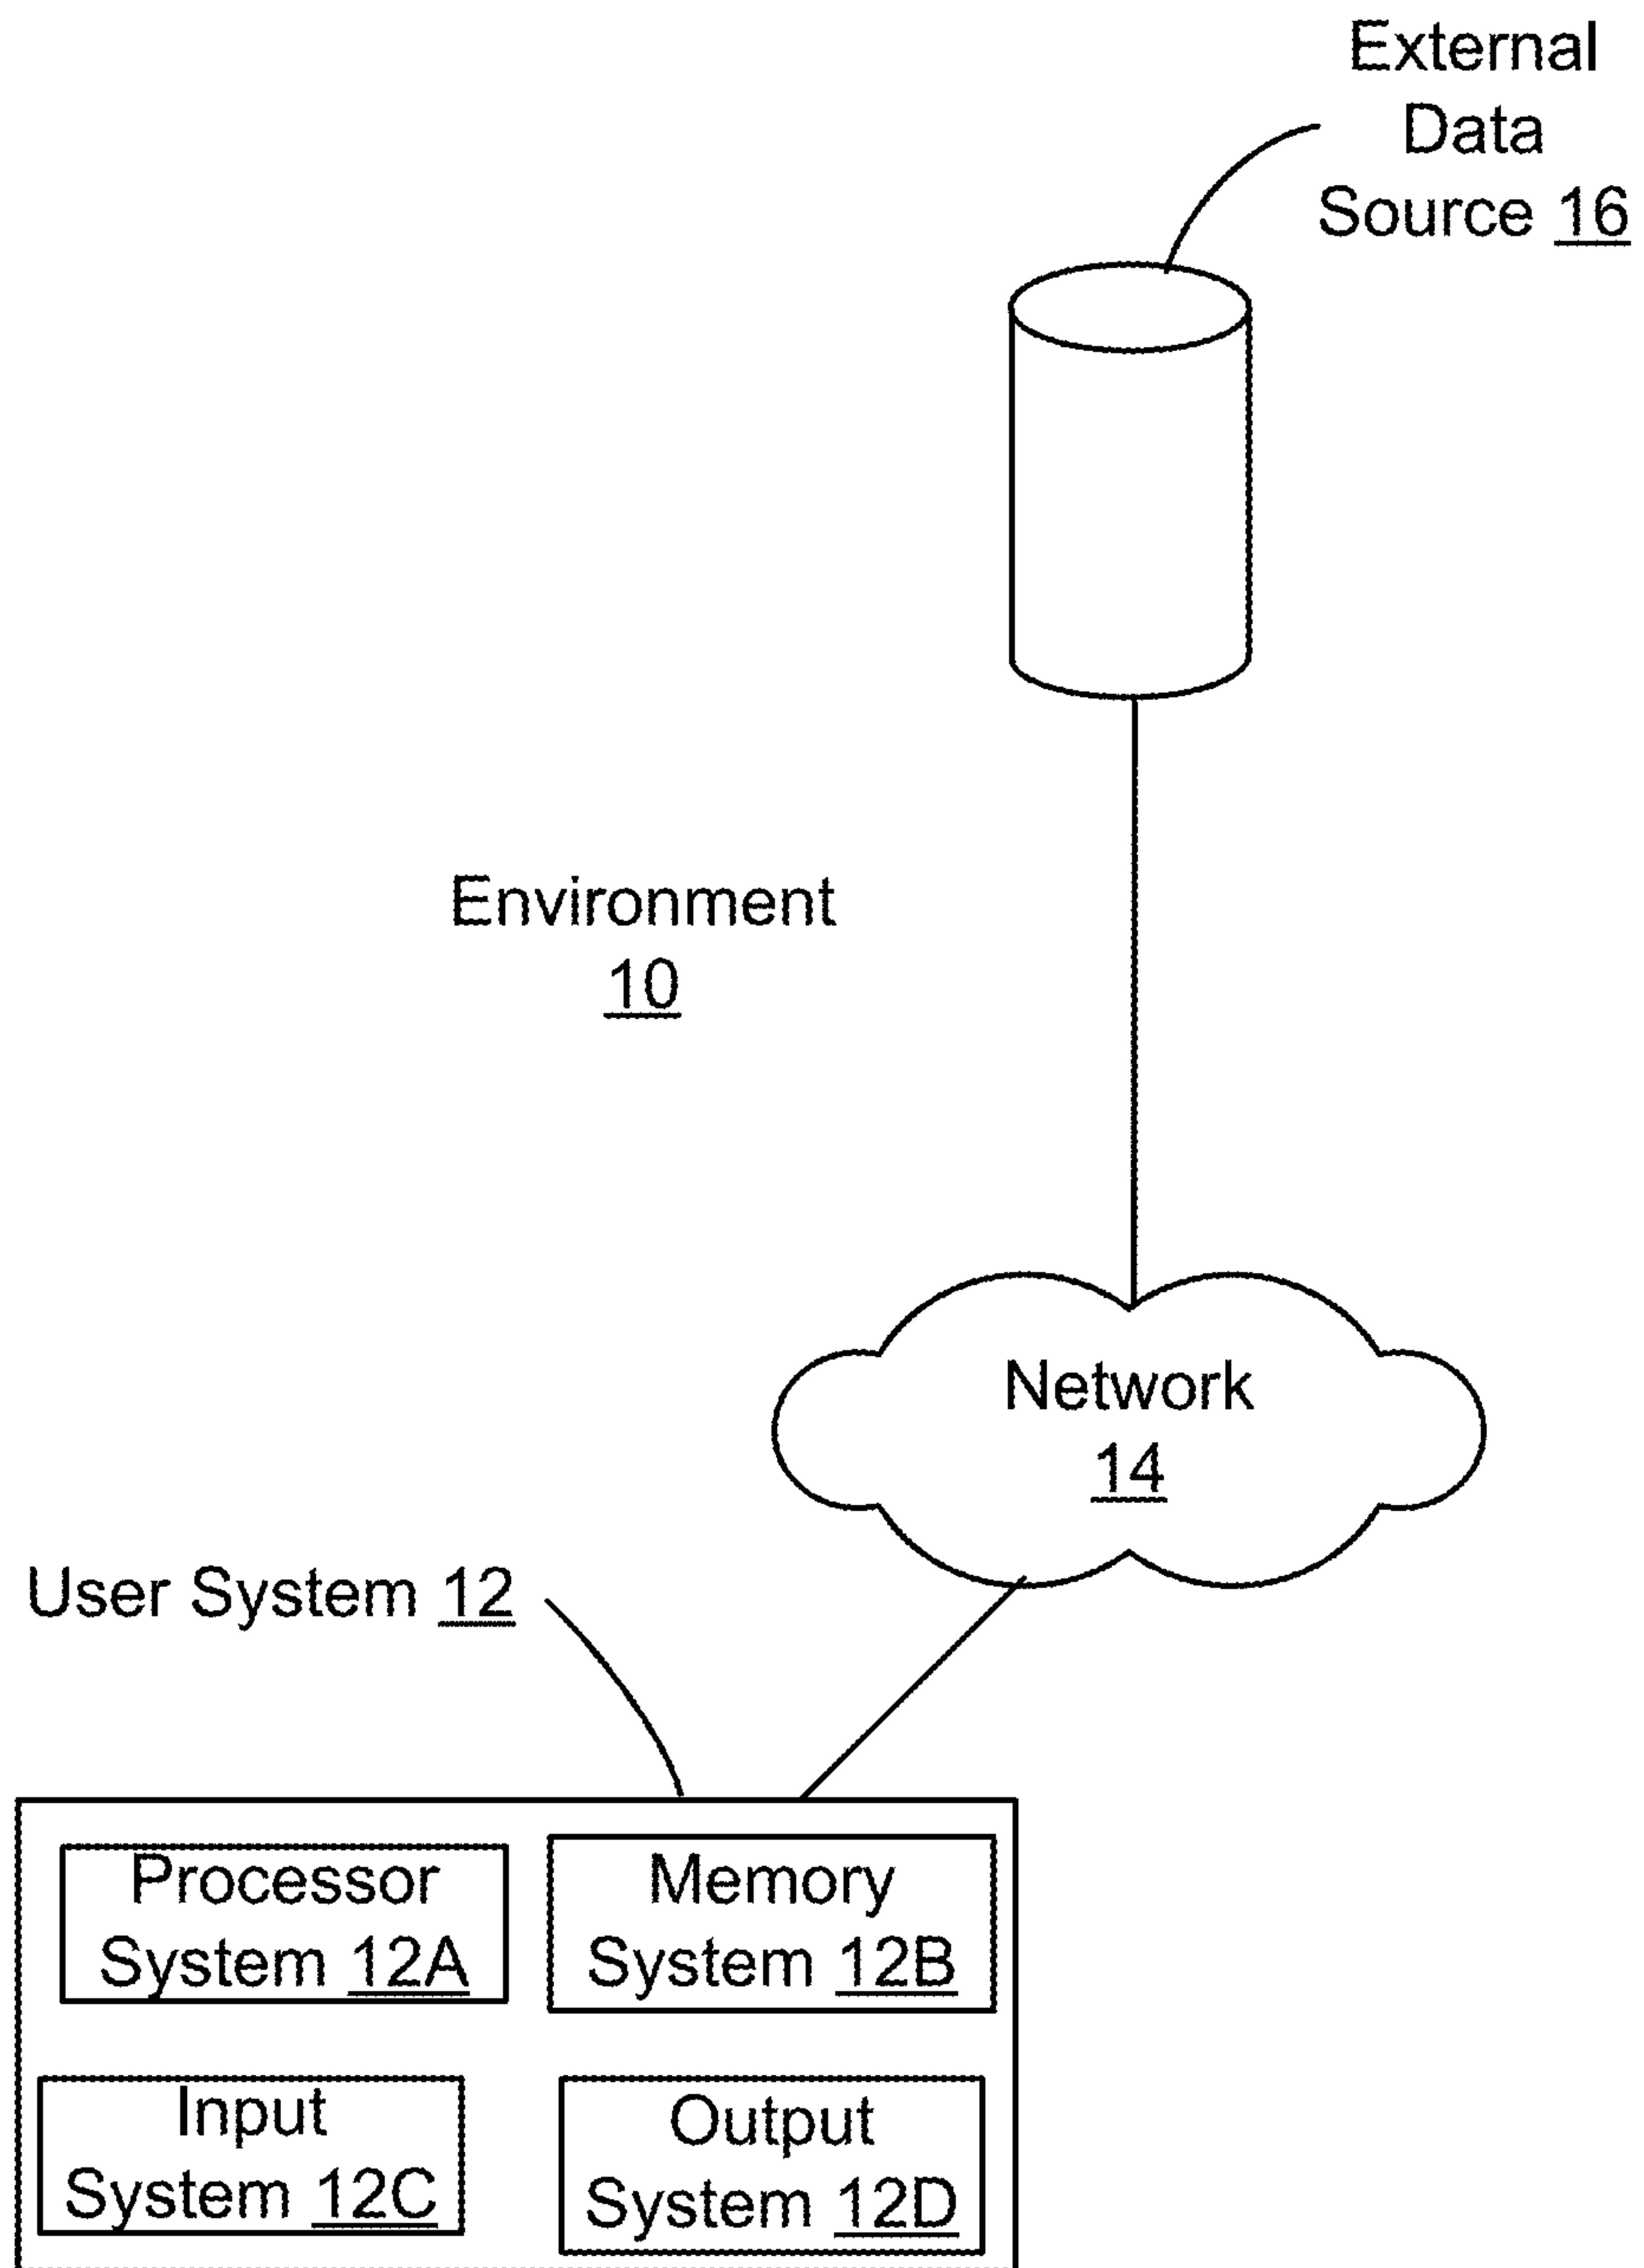 External
Data
Source 16
Environment
10
Network
14
User System 12
Processor
System 12A
Memory
System 12B
Input
System 12C
Output
System 12D